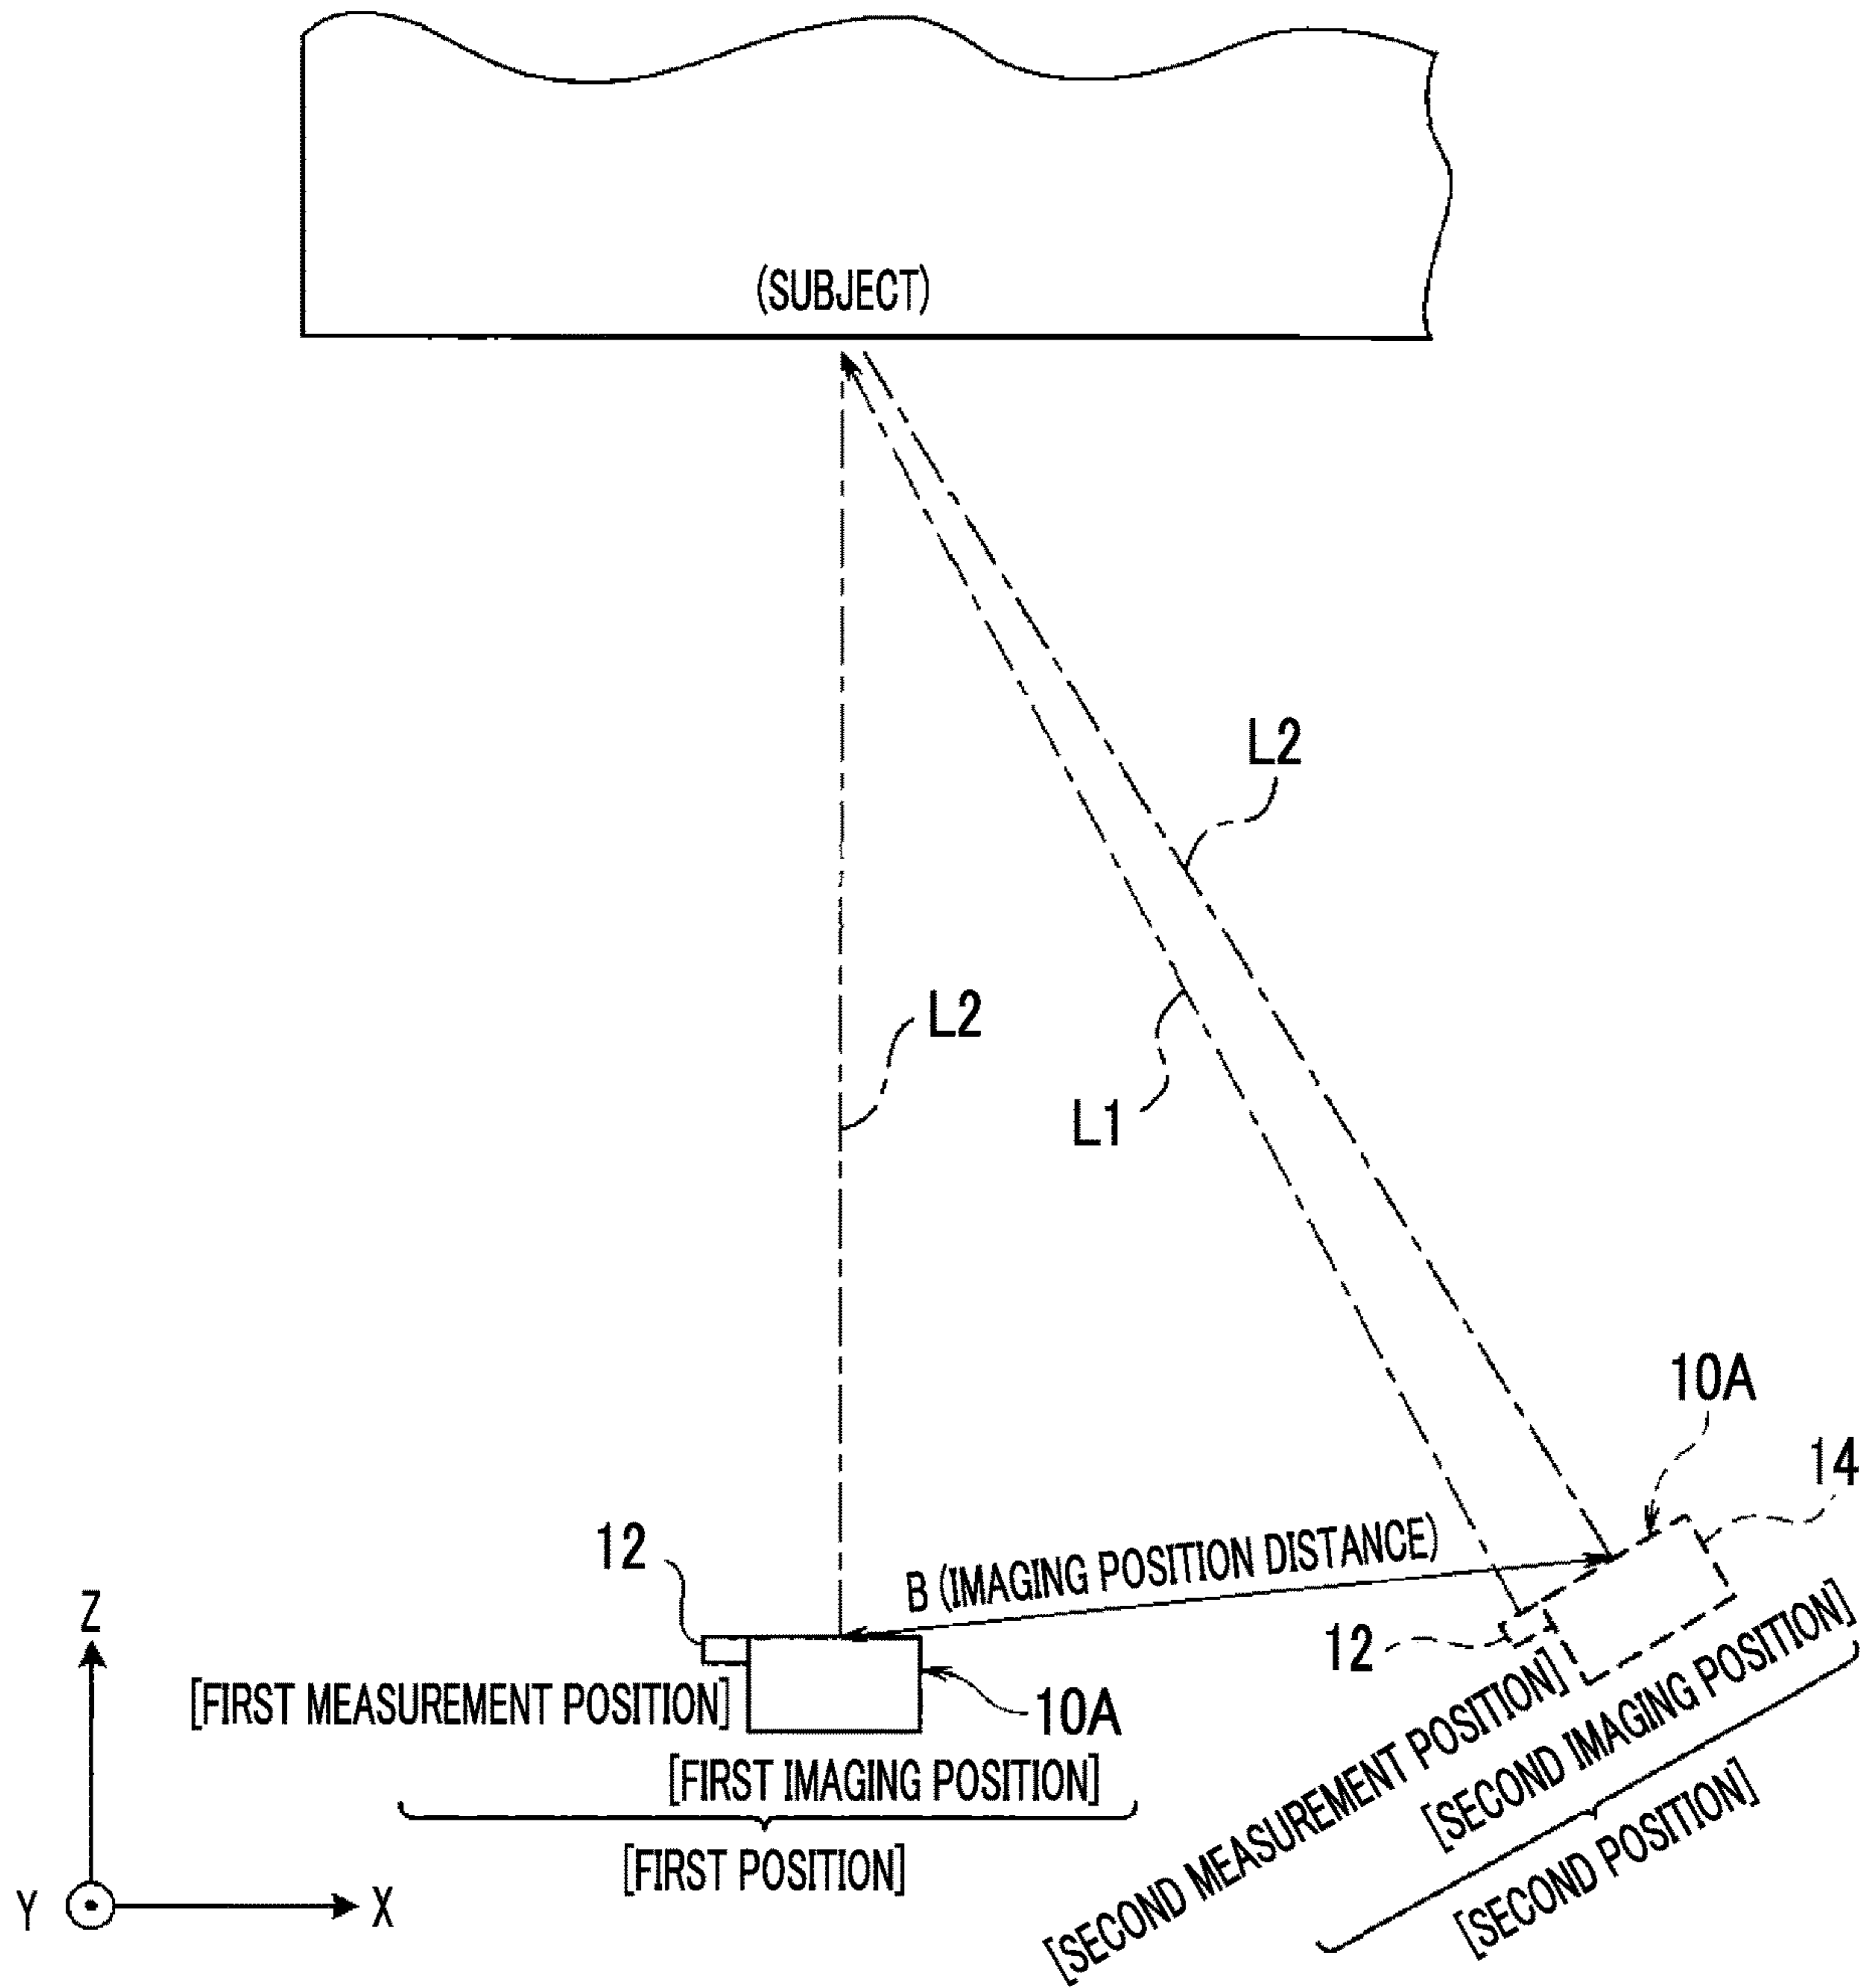 (SUBJECT)
L2
L2
L1
10A
14
B (IMAGING POSITION DISTANCE)
12
12
Z
[FIRST MEASUREMENT POSITION]
10A
[FIRST IMAGING POSITION]
[FIRST POSITION]
[SECOND MEASUREMENT POSITION]
[SECOND IMAGING POSITION]
[SECOND POSITION]
Y
X